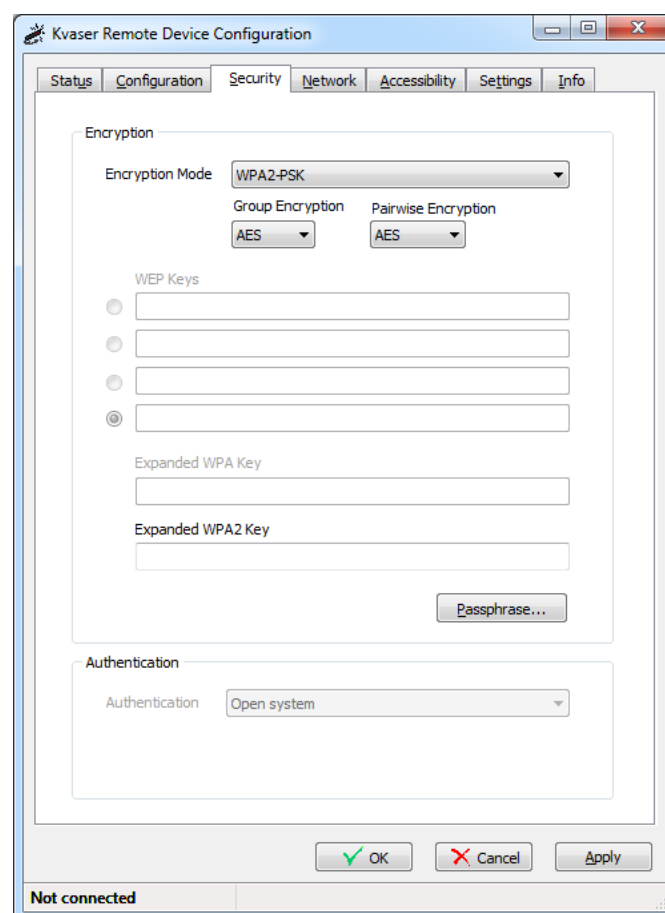 Kvaser Remote Device Configuration
Status Configuration Security Network Accessibility Settings Info
Encryption
Encryption Mode WPA2-PSK
Group Encryption Pairwise Encryption
AES AES
WEP Keys
Expanded WPA Key
Expanded WPA2 Key
Passphrase...
Authentication
Authentication Open system
OK Cancel Apply
Not connected